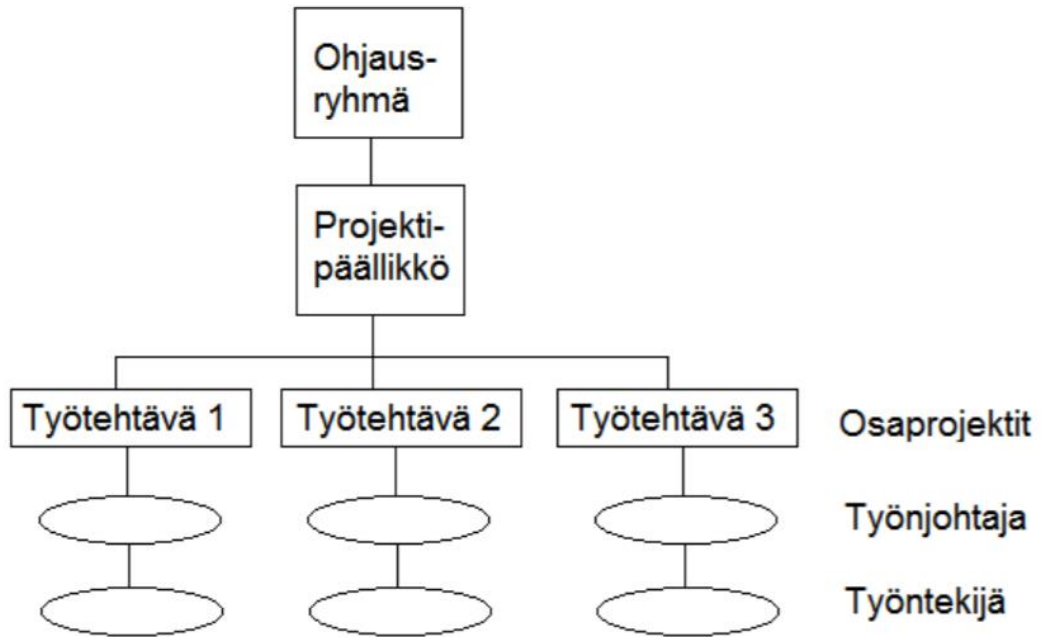 Ohjaus-
ryhmä
Projekti-
päällikkö
Työtehtävä 1
Työtehtävä 2
Työtehtävä 3
Osaprojektit
Työnjohtaja
Työntekijä